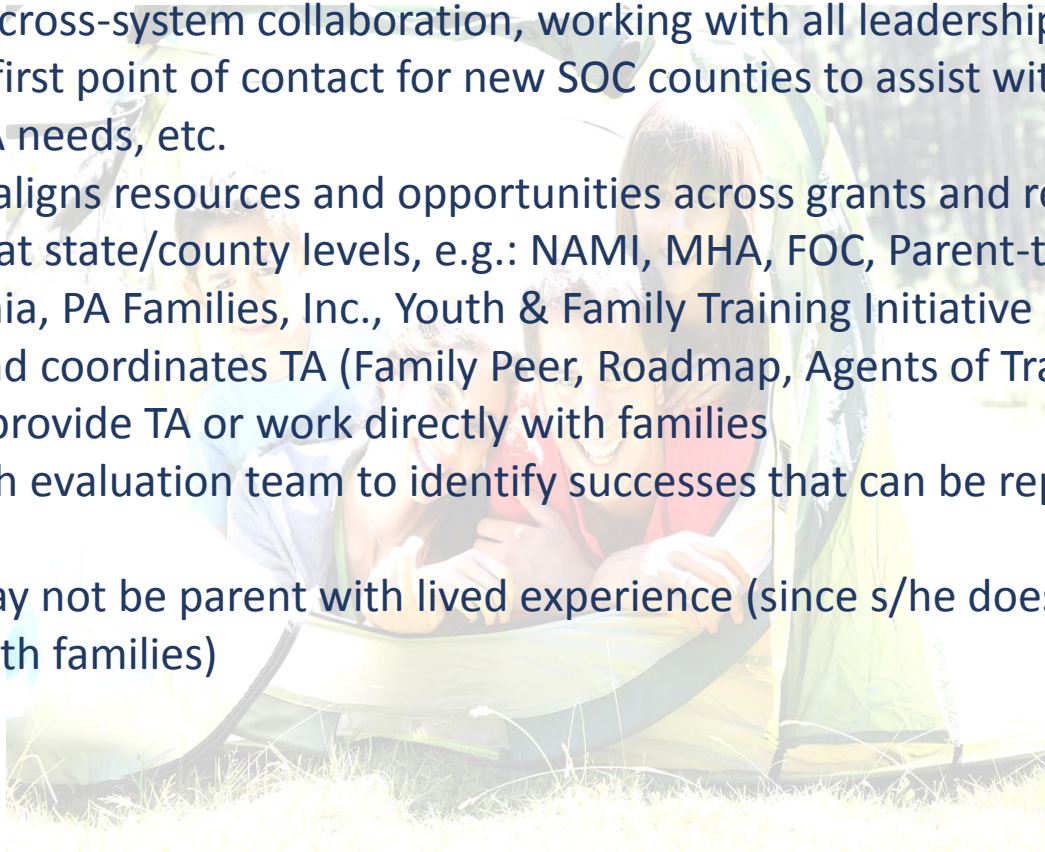 cross-system collaboration, working with all leadership
first point of contact for new SOC counties to assist wit
A needs, etc.
aligns resources and opportunities across grants and re
at state/county levels, e.g.: NAMI, MHA, FOC, Parent-t
nia, PA Families, Inc., Youth & Family Training Initiative
nd coordinates TA (Family Peer, Roadmap, Agents of Tra
provide TA or work directly with families
h evaluation team to identify successes that can be rep
ay not be parent with lived experience (since s/he does
th families)